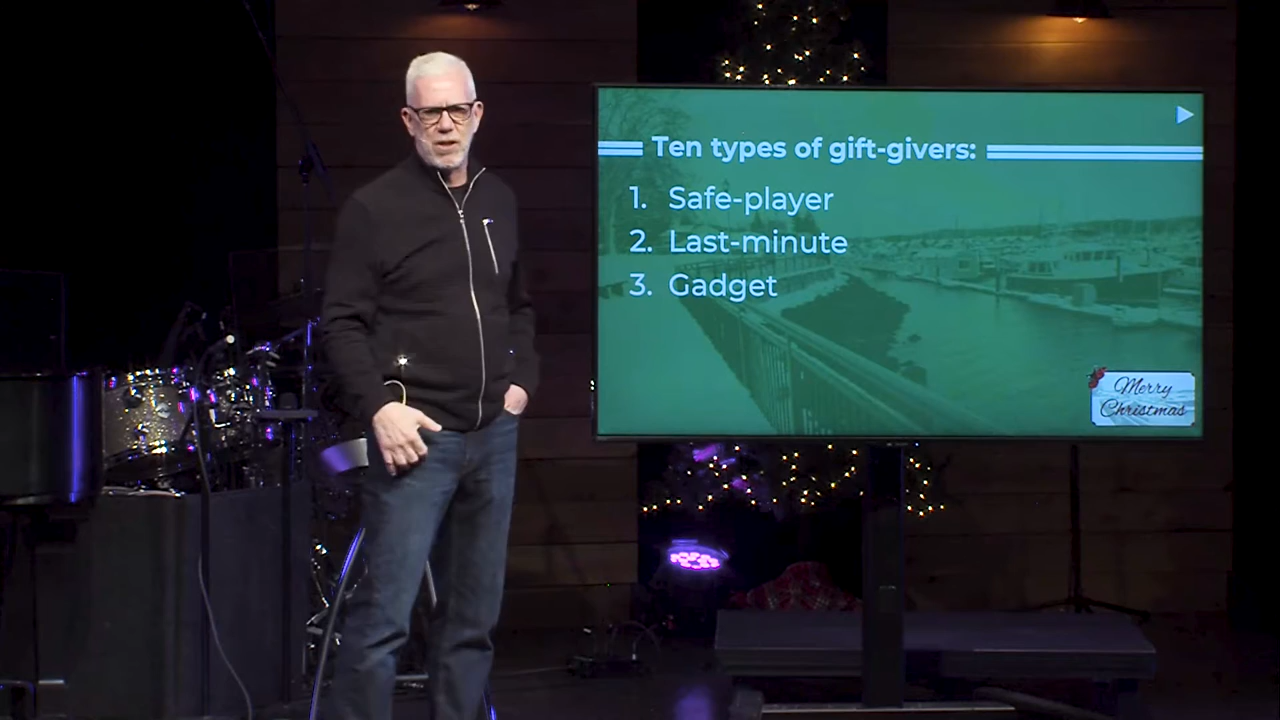 Ten types of gift-givers:
1. Safe-player
2. Last-minute
3. Gadget
Merry
Christmas